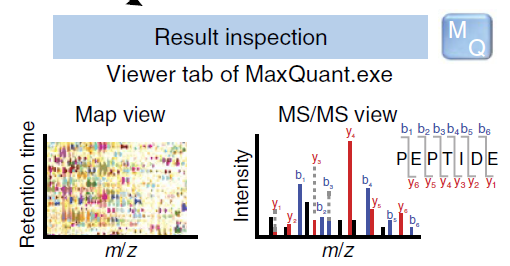 Result inspection
MQ
Viewer tab of MaxQuant.exe
Map view
MS/MS view
Retention time
m/z
Intensity
y1
y2
b1
y3
b2
b3
y4
b4
y5
b5
y6
b6
m/z
b1 b2 b3 b4 b5 b6
PEPTIDE
y6 y5 y4 y3 y2 y1